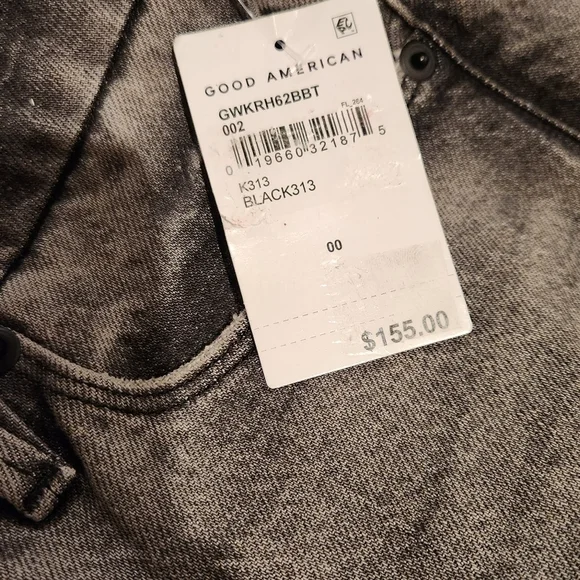 GOOD AMERICAN
GWKRH62BBT
002
FL_264
0 19660 32187 5
K313
BLACK313
00
$155.00